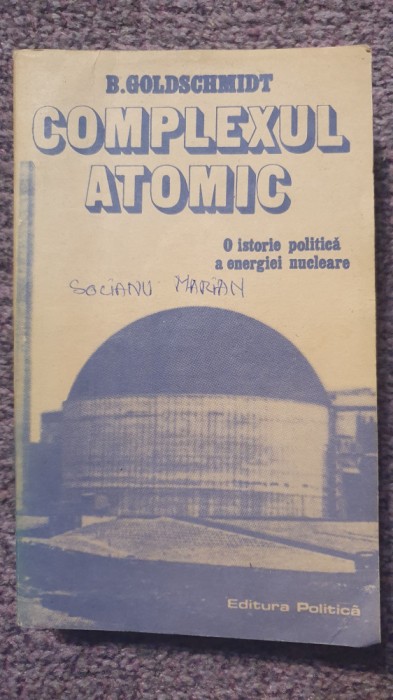 B. GOLDSCHMIDT
COMPLEXUL
ATOMIC
O istorie politică
a energiei nucleare
SOCIANU MARIAN
Editura Politică